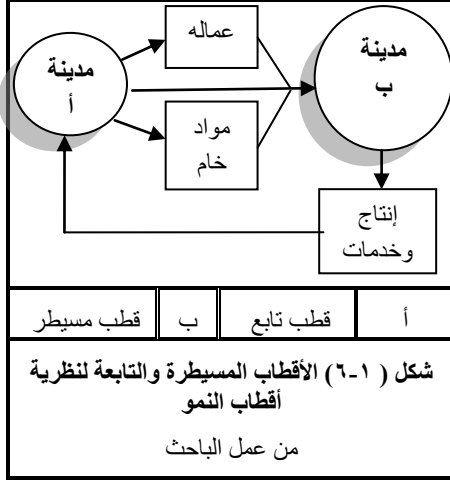 عماله
مدينة
أ
مدينة
ب
مواد
خام
إنتاج
وخدمات
أ
قطب تابع
ب
قطب مسيطر
شكل ( ١-٦) الأقطاب المسيطرة والتابعة لنظرية
أقطاب النمو
من عمل الباحث